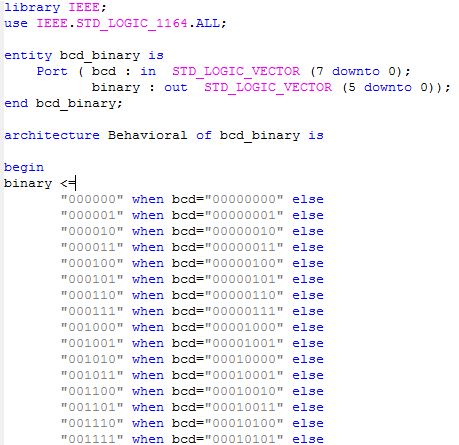 library IEEE;
use IEEE.STD_LOGIC_1164.ALL;
entity bcd_binary is
Port ( bcd : in STD_LOGIC_VECTOR (7 downto 0);
binary : out STD_LOGIC_VECTOR (5 downto 0));
end bcd_binary;
architecture Behavioral of bcd_binary is
begin
binary <=
"000000" when bcd="00000000" else
"000001" when bcd="00000001" else
"000010" when bcd="00000010" else
"000011" when bcd="00000011" else
"000100" when bcd="00000100" else
"000101" when bcd="00000101" else
"000110" when bcd="00000110" else
"000111" when bcd="00000111" else
"001000" when bcd="00001000" else
"001001" when bcd="00001001" else
"001010" when bcd="00010000" else
"001011" when bcd="00010001" else
"001100" when bcd="00010010" else
"001101" when bcd="00010011" else
"001110" when bcd="00010100" else
"001111" when bcd="00010101" else